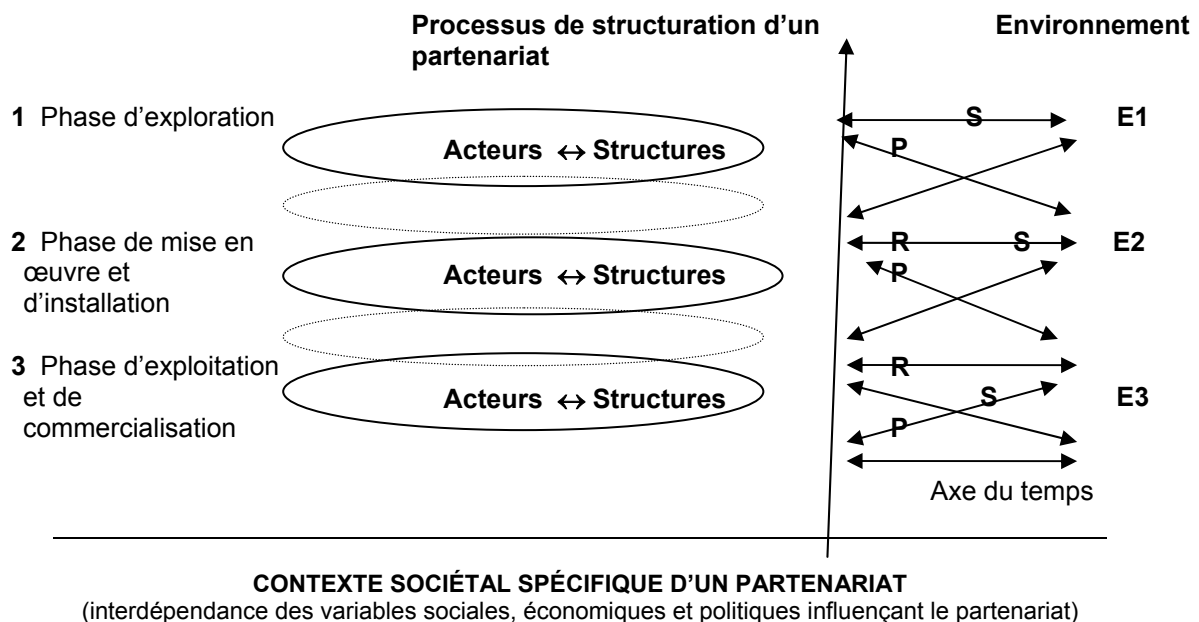 Processus de structuration d’un
partenariat
Environnement
1 Phase d’exploration
Acteurs ↔ Structures
S
E1
P
2 Phase de mise en
œuvre et
d’installation
Acteurs ↔ Structures
R S
E2
P
3 Phase d’exploitation
et de
commercialisation
Acteurs ↔ Structures
R
S
E3
P
Axe du temps
CONTEXTE SOCIÉTAL SPÉCIFIQUE D’UN PARTENARIAT
(interdépendance des variables sociales, économiques et politiques influençant le partenariat)